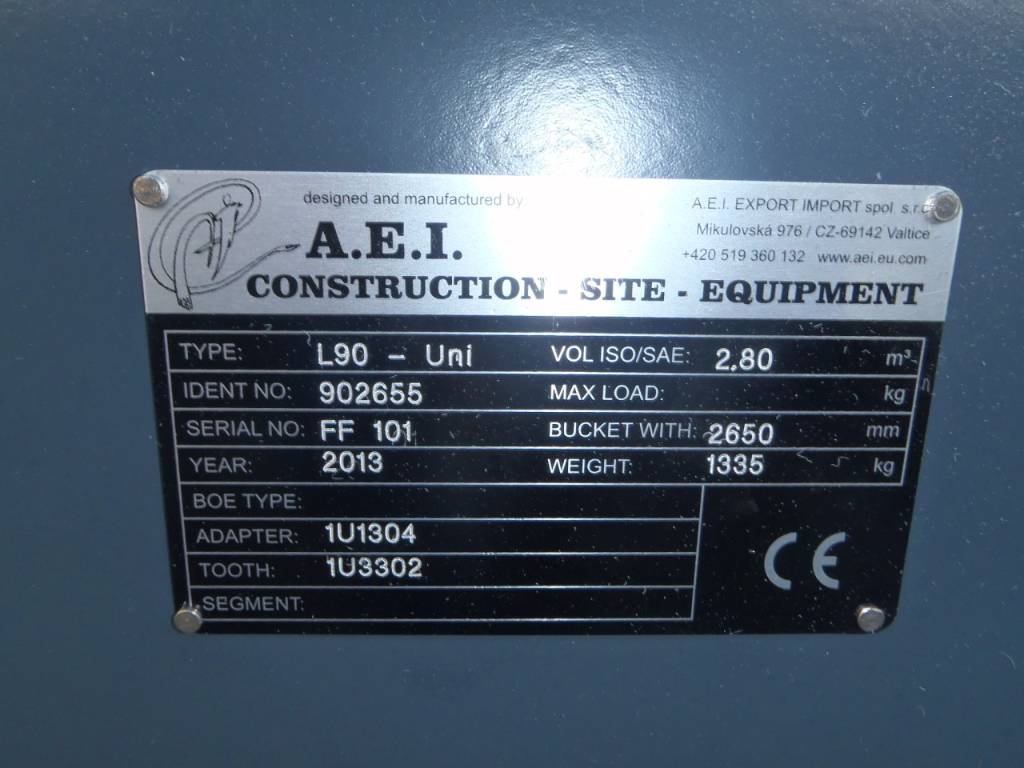 designed and manufactured by
A.E.I. EXPORT IMPORT spol s.r.o
A.E.I.
Mikulovská 976 / CZ-69142 Valtice
+420 519 360 132 www.aei.eu.com
CONSTRUCTION - SITE - EQUIPMENT
TYPE: L90 - Uni VOL ISO/SAE: 2.80 m³
IDENT NO: 902655 MAX LOAD: kg
SERIAL NO: FF 101 BUCKET WITH: 2650 mm
YEAR: 2013 WEIGHT: 1335 kg
BOE TYPE:
ADAPTER: 1U1304
TOOTH: 1U3302
CE
SEGMENT: